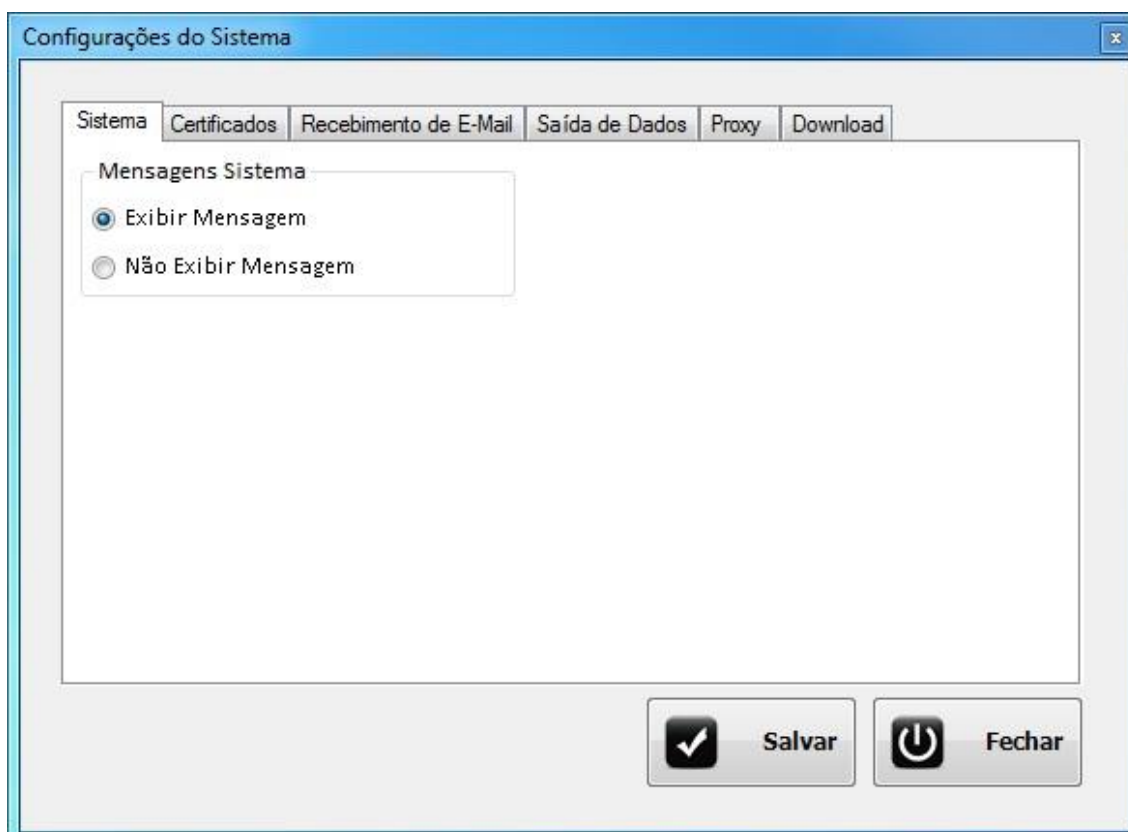 Configurações do Sistema
Sistema Certificados Recebimento de E-Mail Saída de Dados Proxy Download
Mensagens Sistema
Exibir Mensagem
Não Exibir Mensagem
Salvar Fechar